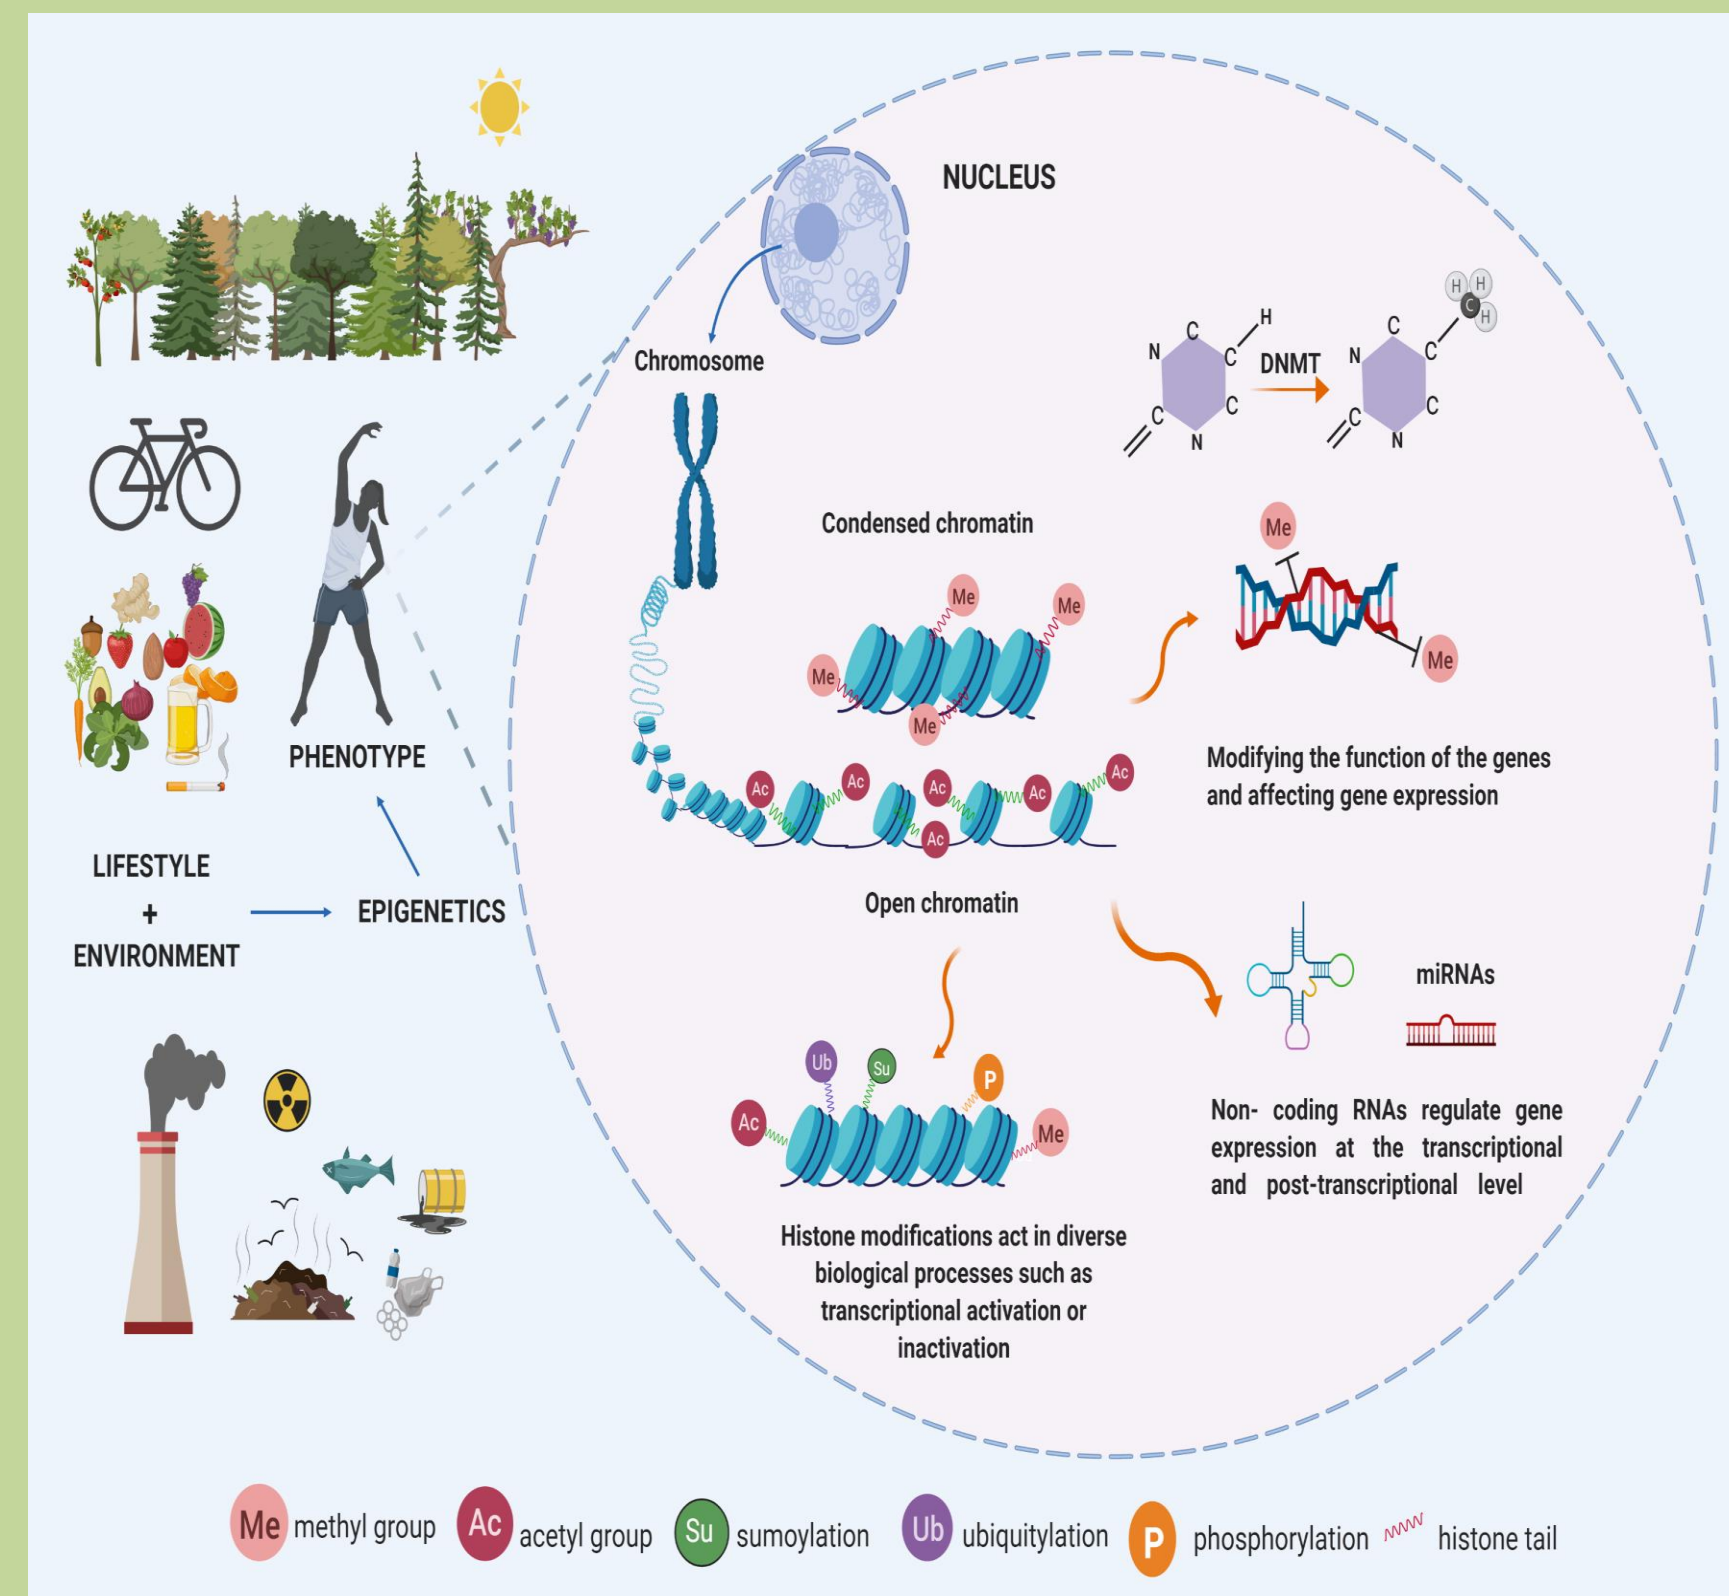 NUCLEUS
Chromosome
H
C
N
C
C
C
N
DNMT
H
H
C
H
C
N
C
C
C
N
Condensed chromatin
Me
Me
Me
Me
Me
Me
Modifying the function of the genes
and affecting gene expression
Ac
Ac
Ac
Ac
Ac
Ac
Open chromatin
PHENOTYPE
LIFESTYLE
+
ENVIRONMENT
EPIGENETICS
miRNAs
Non- coding RNAs regulate gene
expression at the transcriptional
and post-transcriptional level
Ub
Su
P
Ac
Me
Histone modifications act in diverse
biological processes such as
transcriptional activation or
inactivation
Me methyl group
Ac acetyl group
Su sumoylation
Ub ubiquitylation
P phosphorylation
histone tail